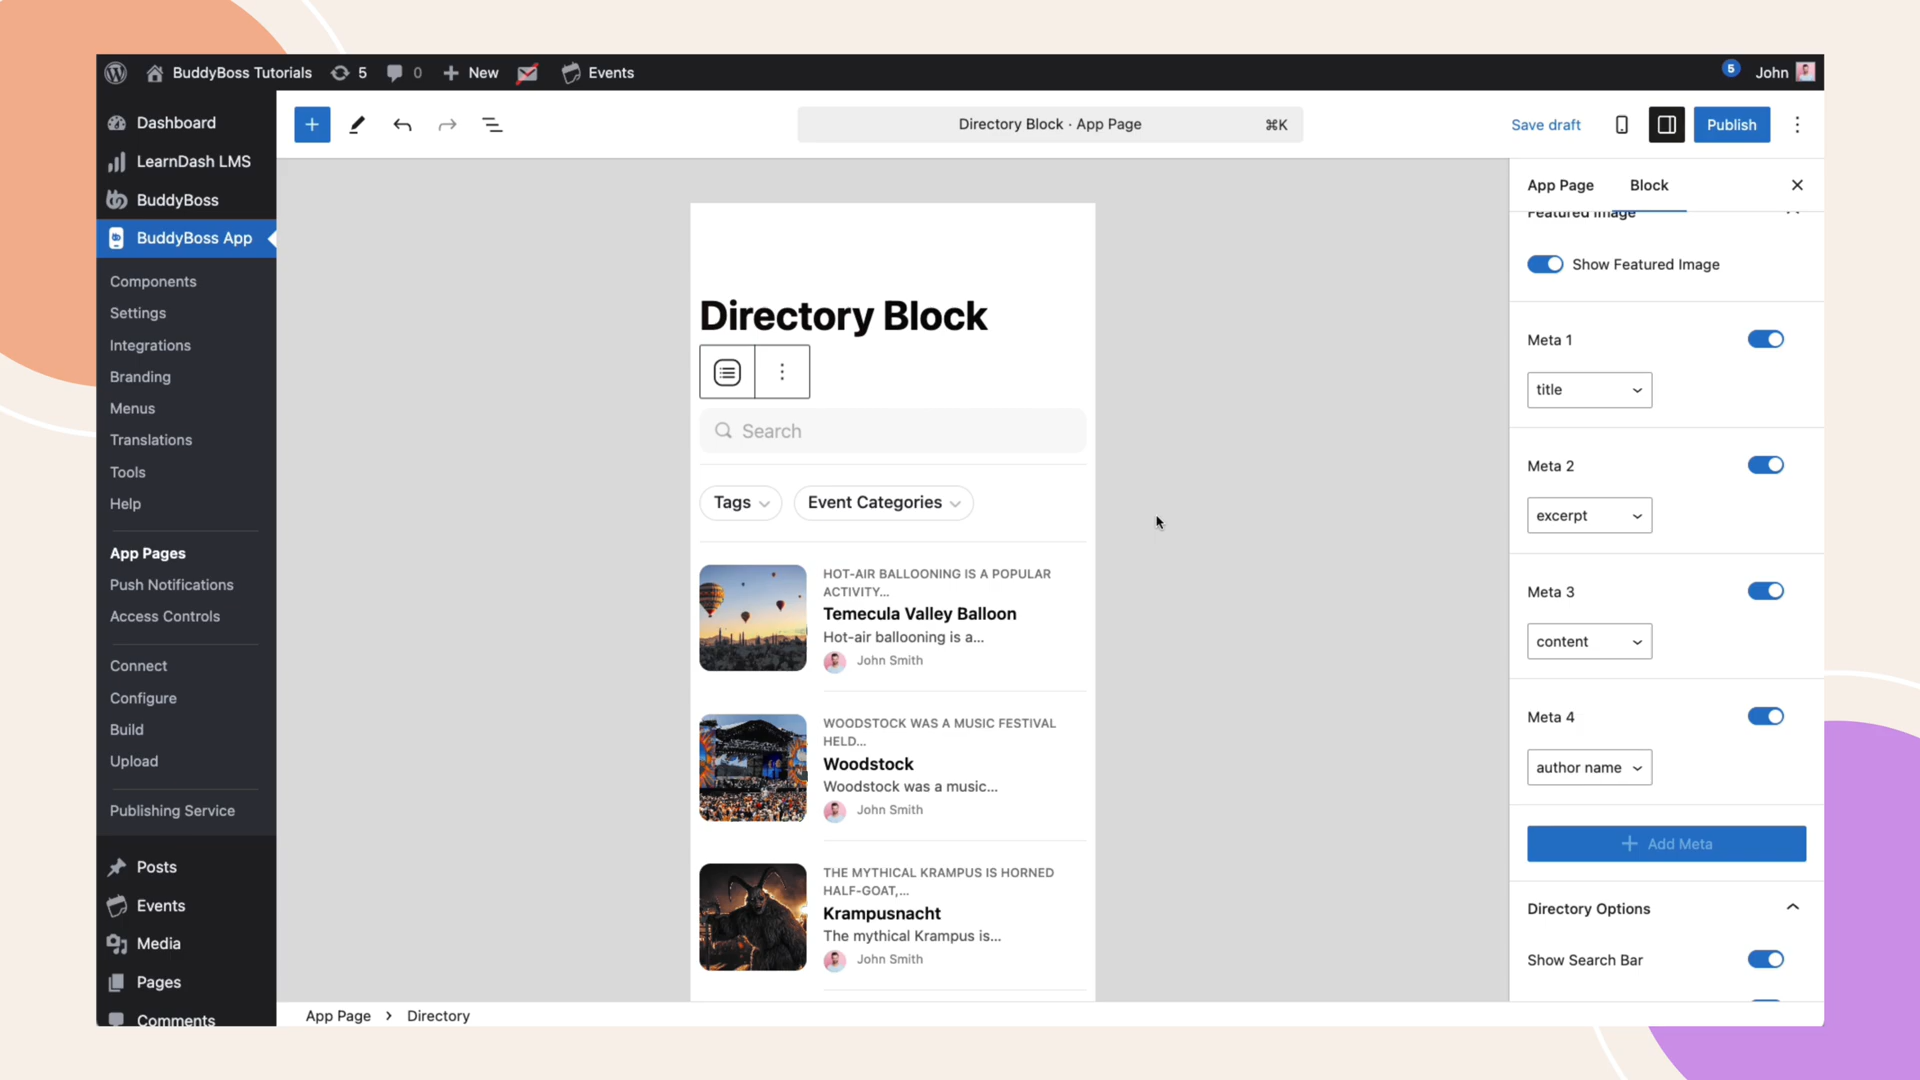 BuddyBoss Tutorials 5 0 New Events 5 John
Dashboard
LearnDash LMS
BuddyBoss
BuddyBoss App
Components
Settings
Integrations
Branding
Menus
Translations
Tools
Help
App Pages
Push Notifications
Access Controls
Connect
Configure
Build
Upload
Publishing Service
Posts
Events
Media
Pages
Comments
Directory Block · App Page ⌘K
Save draft Publish
Directory Block
Search
Tags Event Categories
HOT-AIR BALLOONING IS A POPULAR
ACTIVITY...
Temecula Valley Balloon
Hot-air ballooning is a...
John Smith
WOODSTOCK WAS A MUSIC FESTIVAL
HELD...
Woodstock
Woodstock was a music...
John Smith
THE MYTHICAL KRAMPUS IS HORNED
HALF-GOAT,...
Krampusnacht
The mythical Krampus is...
John Smith
App Page Block
Featured Image
Show Featured Image
Meta 1
title
Meta 2
excerpt
Meta 3
content
Meta 4
author name
Add Meta
Directory Options
Show Search Bar
App Page > Directory